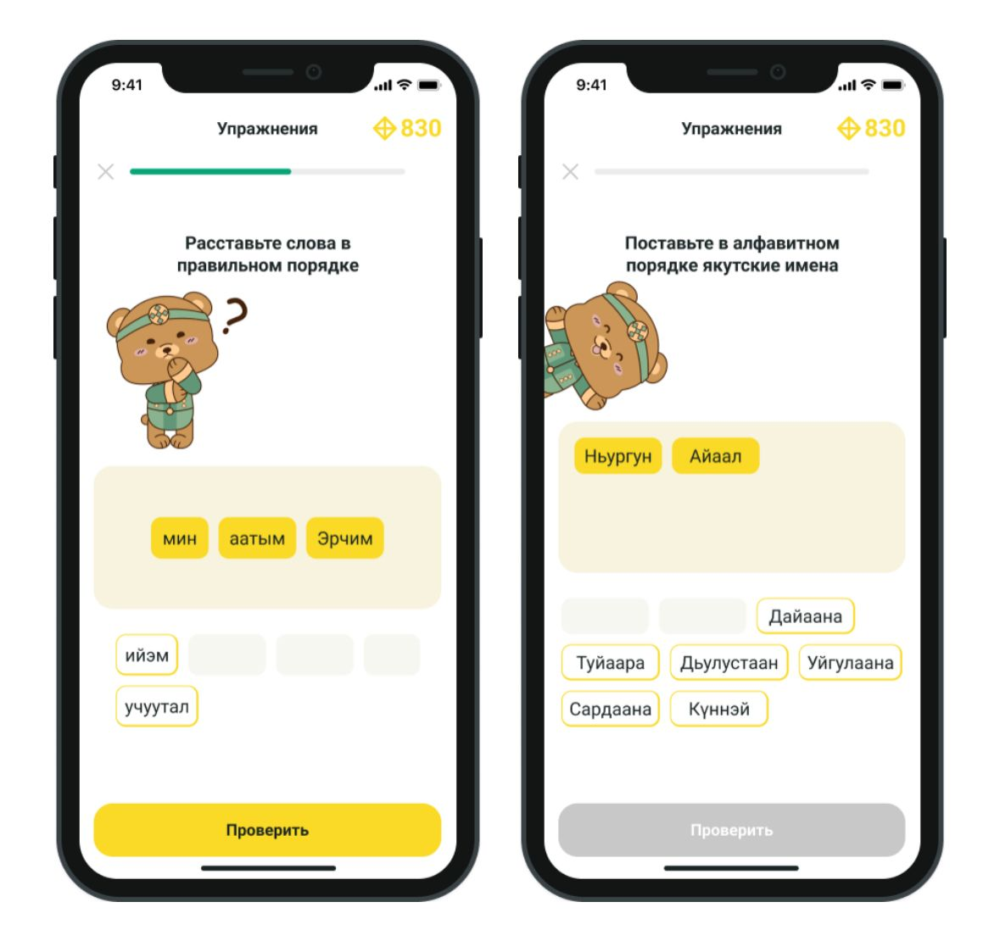 9:41
Упражнения 830
Расставьте слова в
правильном порядке
?
мин аатым Эрчим
ийэм
учуутал
Проверить
9:41
Упражнения 830
Поставьте в алфавитном
порядке якутские имена
Ньургун Айаал
Дайаана
Туйаара Дьулустаан Уйгулаана
Сардаана Күннэй
Проверить